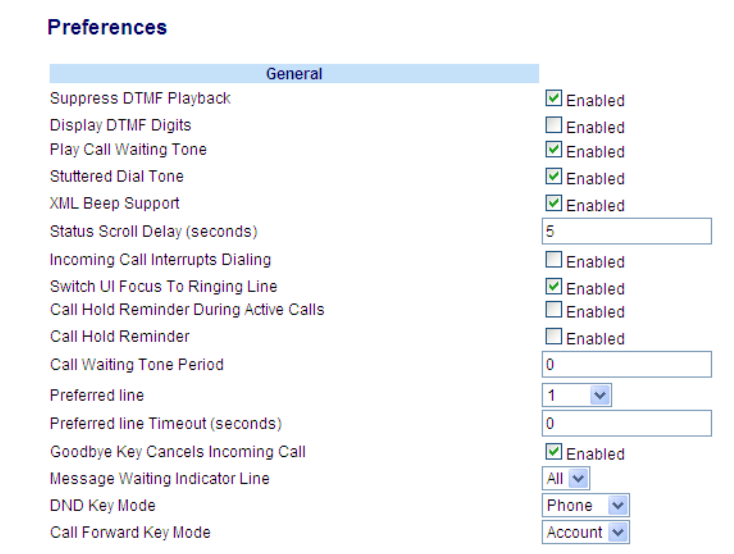 Preferences
General
Suppress DTMF Playback Enabled
Display DTMF Digits Enabled
Play Call Waiting Tone Enabled
Stuttered Dial Tone Enabled
XML Beep Support Enabled
Status Scroll Delay (seconds) 5
Incoming Call Interrupts Dialing Enabled
Switch UI Focus To Ringing Line Enabled
Call Hold Reminder During Active Calls Enabled
Call Hold Reminder Enabled
Call Waiting Tone Period 0
Preferred line 1
Preferred line Timeout (seconds) 0
Goodbye Key Cancels Incoming Call Enabled
Message Waiting Indicator Line All
DND Key Mode Phone
Call Forward Key Mode Account